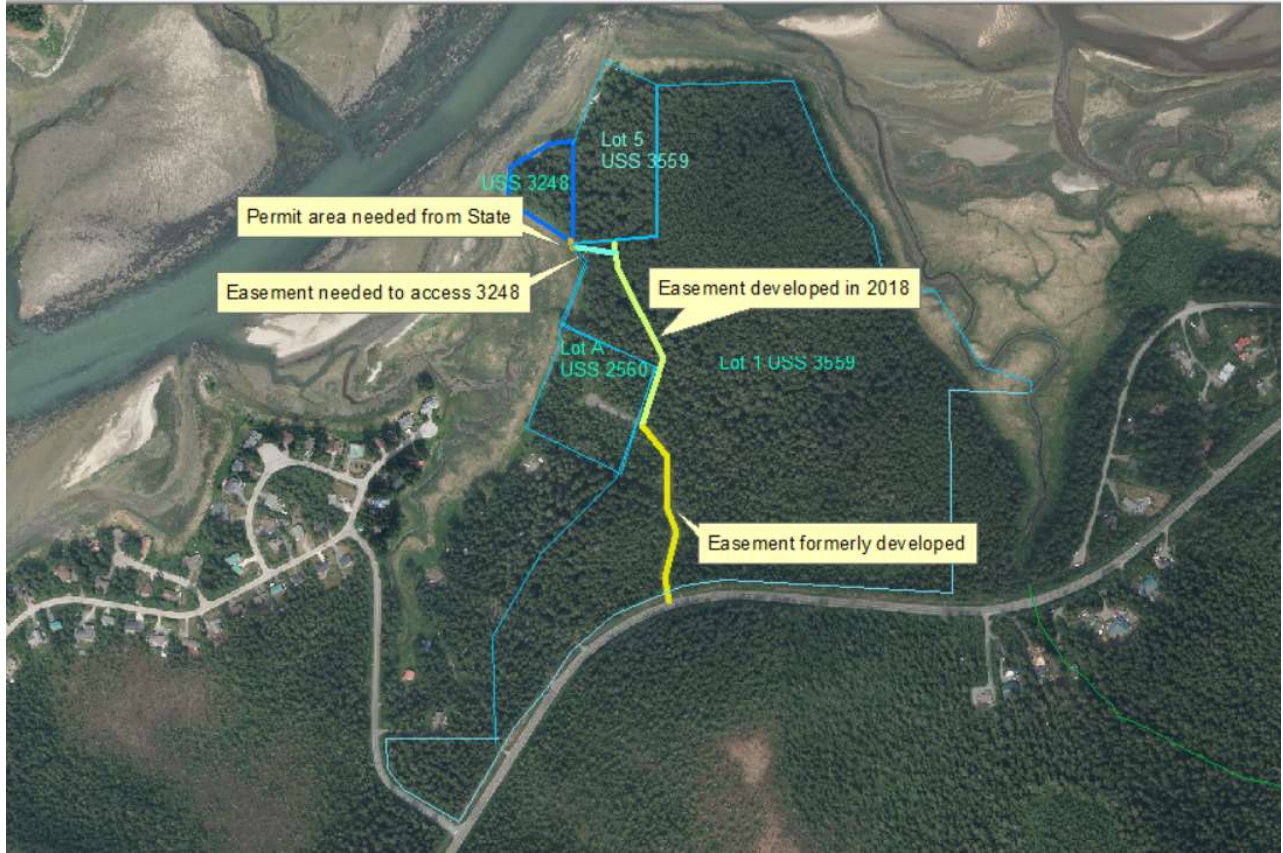 Lot 5
USS 3559
USS 3248
Permit area needed from State
Easement needed to access 3248
Easement developed in 2018
Lot A
USS 2560
Lot 1 USS 3559
Easement formerly developed